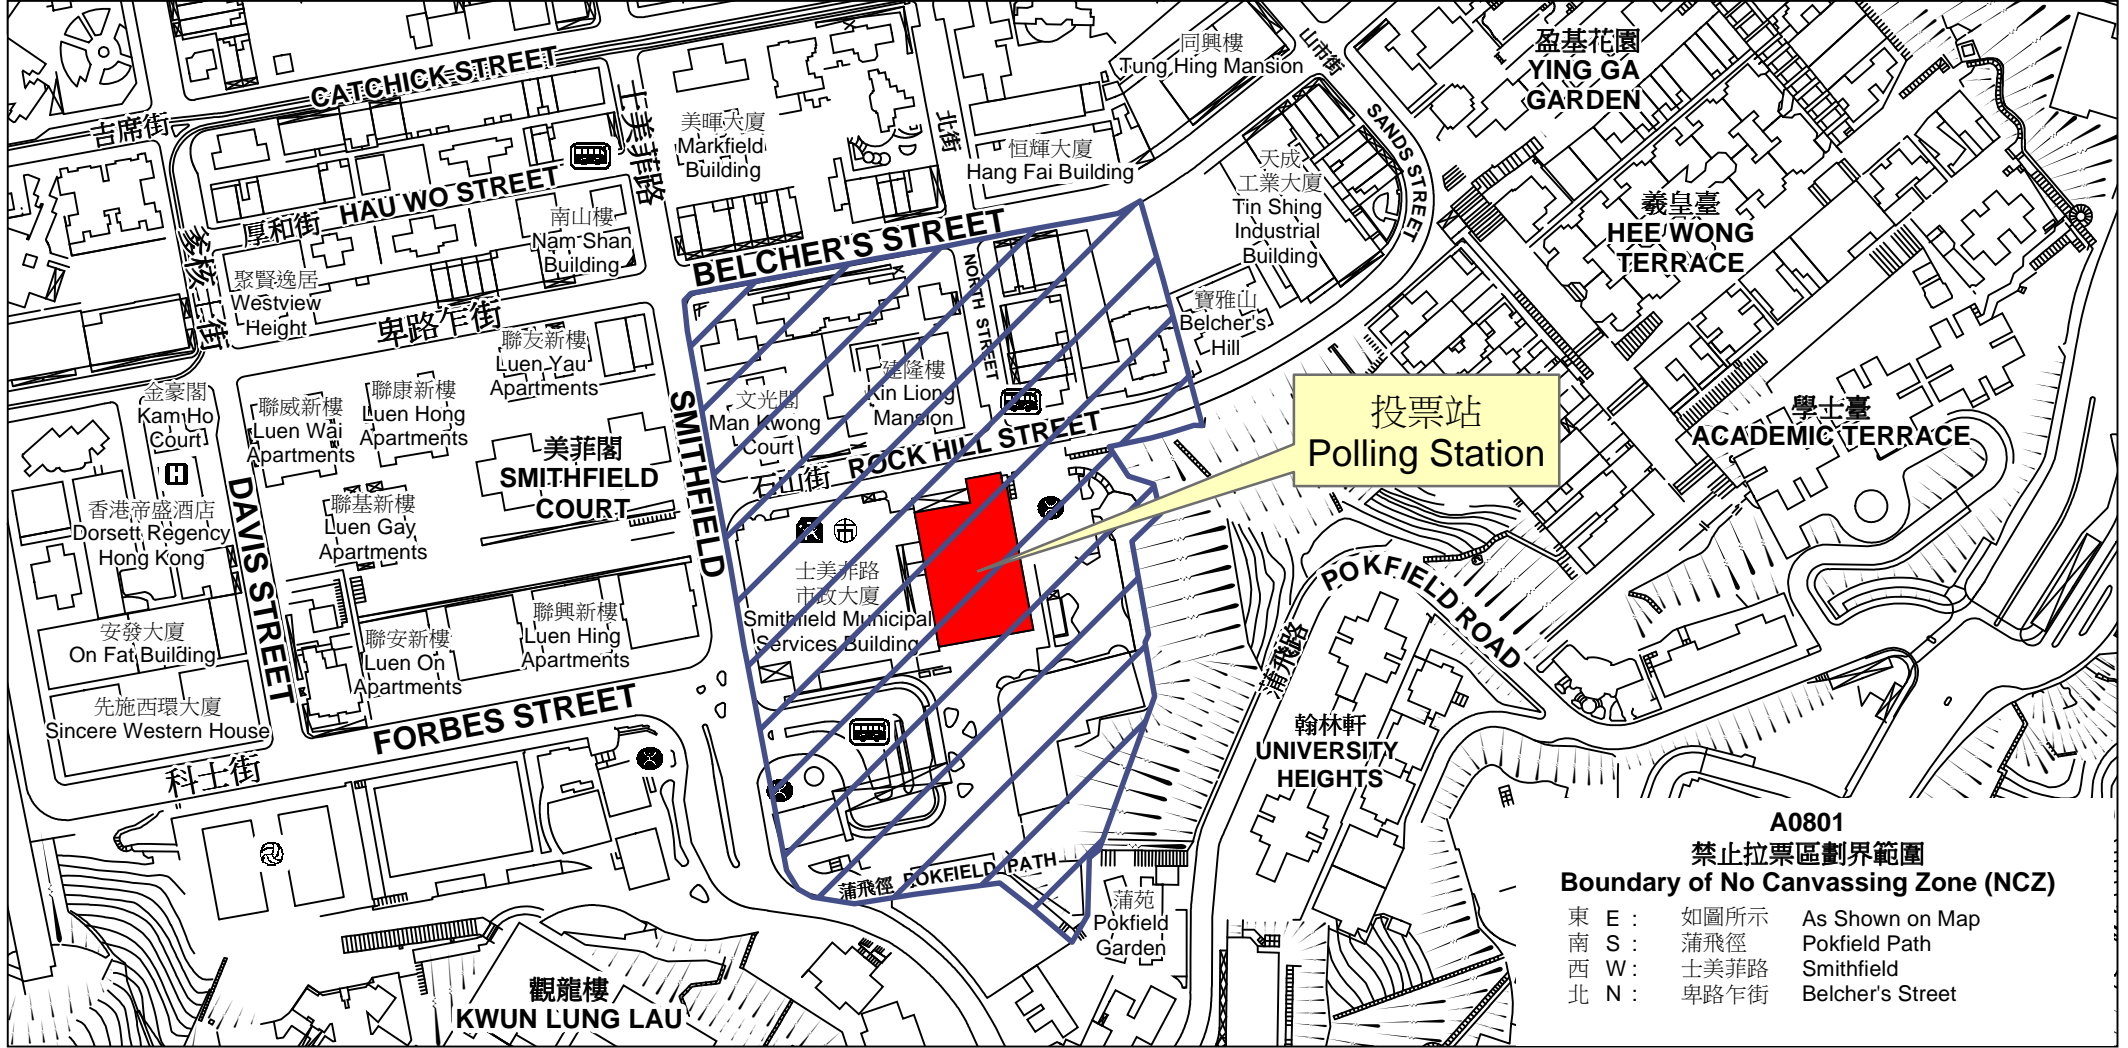 CATCHICK STREET
吉席街
士美菲路
美暉大廈
Markfield
Building
北街
同興樓
Tung Hing Mansion
山市街
恒輝大廈
Hang Fai Building
盈基花園
YING GA
GARDEN
SANDS STREET
天成
工業大廈
Tin Shing
Industrial
Building
羲皇臺
HEE WONG
TERRACE
厚和街
HAU WO STREET
南山樓
Nam Shan
Building
聚賢逸居
Westview
Height
卑路乍街
BELCHER'S STREET
NORTH STREET
寶雅山
Belcher's
Hill
聯友新樓
Luen Yau
Apartments
金豪閣
Kam Ho
Court
聯威新樓
Luen Wai
Apartments
聯康新樓
Luen Hong
Apartments
美菲閣
SMITHFIELD
COURT
SMITHFIELD
文光閣
Man Kwong
Court
建隆樓
Kin Liong
Mansion
石山街
ROCK HILL STREET
投票站
Polling Station
學士臺
ACADEMIC TERRACE
香港帝盛酒店
Dorsett Regency
Hong Kong
DAVIS STREET
聯基新樓
Luen Gay
Apartments
市
士美菲路
市政大廈
Smithfield Municipal
Services Building
POKFIELD ROAD
蒲飛路
安發大廈
On Fat Building
聯安新樓
Luen On
Apartments
聯興新樓
Luen Hing
Apartments
先施西環大廈
Sincere Western House
FORBES STREET
科士街
翰林軒
UNIVERSITY
HEIGHTS
蒲飛徑 POKFIELD PATH
蒲苑
Pokfield
Garden
觀龍樓
KWUN LUNG LAU
A0801
禁止拉票區劃界範圍
Boundary of No Canvassing Zone (NCZ)
東 E : 如圖所示 As Shown on Map
南 S : 蒲飛徑 Pokfield Path
西 W : 士美菲路 Smithfield
北 N : 卑路乍街 Belcher's Street